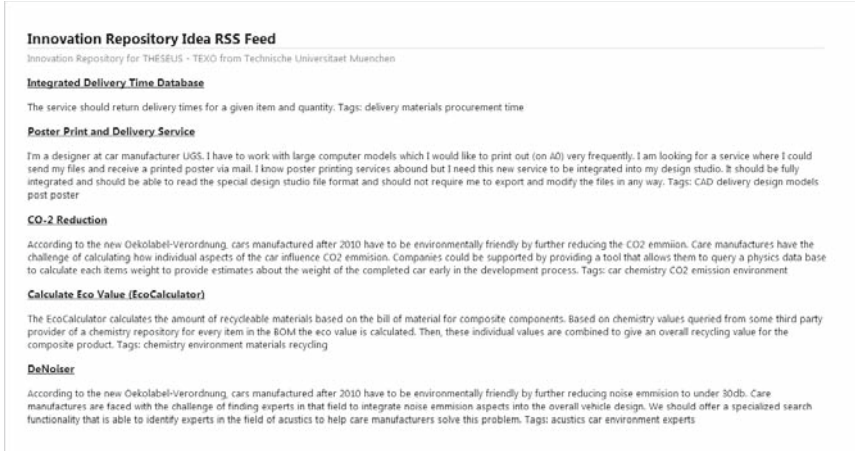 Innovation Repository Idea RSS Feed
Innovation Repository for THESEUS - TEXO from Technische Universitaet Muenchen
Integrated Delivery Time Database
The service should return delivery times for a given item and quantity. Tags: delivery materials procurement time
Poster Print and Delivery Service
I'm a designer at car manufacturer UGS. I have to work with large computer models which I would like to print out (on A0) very frequently. I am looking for a service where I could
send my files and receive a printed poster via mail. I know poster printing services abound but I need this new service to be integrated into my design studio. It should be fully
integrated and should be able to read the special design studio file format and should not require me to export and modify the files in any way. Tags: CAD delivery design models
post poster
CO-2 Reduction
According to the new Oekolabel-Verordnung, cars manufactured after 2010 have to be environmentally friendly by further reducing the CO2 emmiion. Care manufactures have the
challenge of calculating how individual aspects of the car influence CO2 emmision. Companies could be supported by providing a tool that allows them to query a physics data base
to calculate each items weight to provide estimates about the weight of the completed car early in the development process. Tags: car chemistry CO2 emission environment
Calculate Eco Value (EcoCalculator)
The EcoCalculator calculates the amount of recycleable materials based on the bill of material for composite components. Based on chemistry values queried from some third party
provider of a chemistry repository for every item in the BOM the eco value is calculated. Then, these individual values are combined to give an overall recycling value for the
composite product. Tags: chemistry environment materials recycling
DeNoiser
According to the new Oekolabel-Verordnung, cars manufactured after 2010 have to be environmentally friendly by further reducing noise emmision to under 30db. Care
manufactures are faced with the challenge of finding experts in that field to integrate noise emmision aspects into the overall vehicle design. We should offer a specialized search
functionality that is able to identify experts in the field of acustics to help care manufacturers solve this problem. Tags: acustics car environment experts